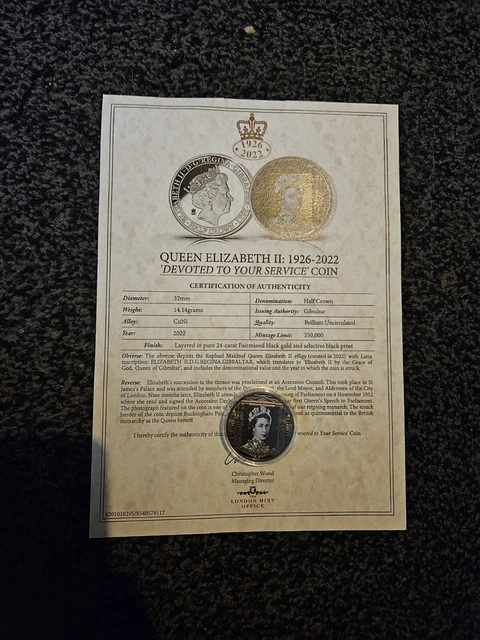 1926
2022
QUEEN ELIZABETH II: 1926-2022
'DEVOTED TO YOUR SERVICE' COIN
CERTIFICATION OF AUTHENTICITY
Diameter: 32mm Denomination: Half Crown
Weight: 14.14grams Issuing Authority: Gibraltar
Alloy: CuNi Quality: Brilliant Uncirculated
Year: 2022 Mintage Limit: 250,000
Finish: Layered in pure 24-carat Fairmined black gold and selective black print
Obverse: The obverse depicts the Raphael Maklouf Queen Elizabeth II effigy (created in 2022) with Latin
inscription: ELIZABETH II.D.G.REGINA.GIBRALTAR, which translates to 'Elizabeth II by the Grace of
God, Queen of Gibraltar', and includes the denominational value and the year in which the coin is struck.
Reverse: Elizabeth's succession to the throne was proclaimed at an Accession Council. This took place in St
James's Palace and was attended by members of the Lord Mayor, and Aldermen of the City
of London. Nine months later, Elizabeth II of Parliament on 4 November 1952
where she read and signed the Accession first Queen's Speech to Parliament.
The photograph featured on the coin is one of our reigning monarch. The struck
border of the coin depicts Buckingham as quintessential to the British
monarchy as the Queen herself.
I hereby certify the authenticity of this to Your Service' Coin
Christopher Wood
Managing Director
LONDON MINT
OFFICE